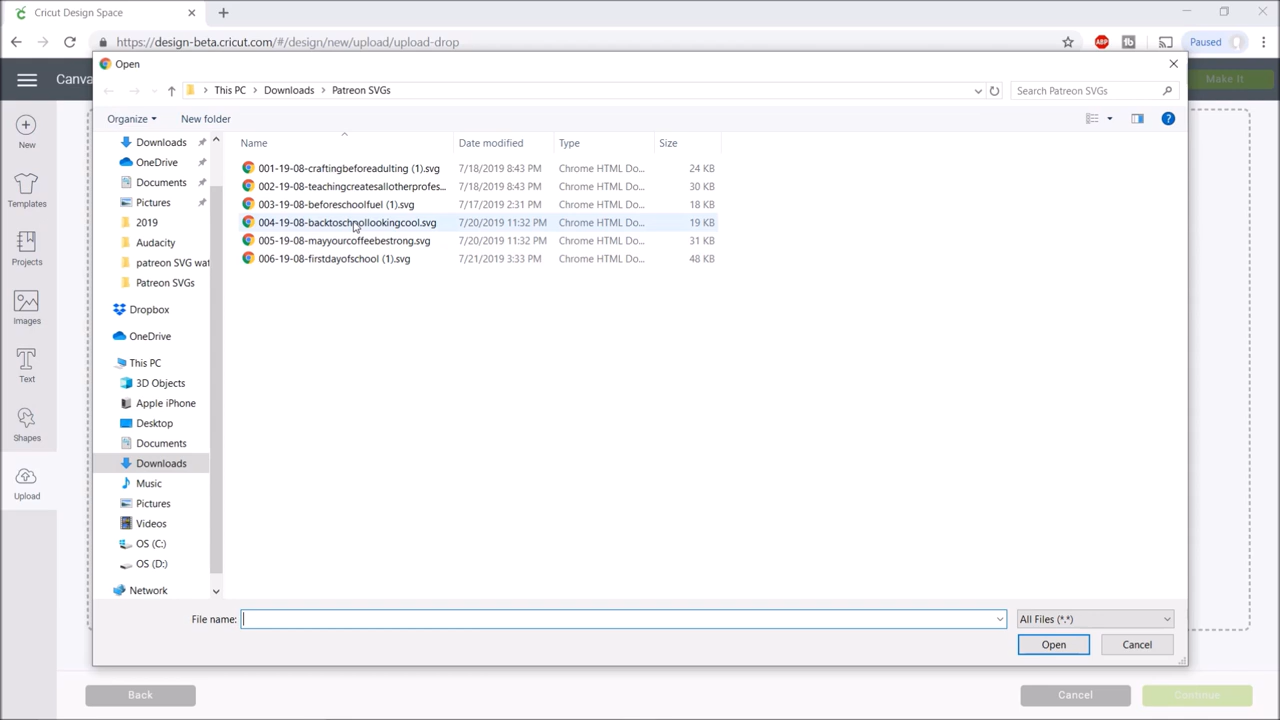 Cricut Design Space
https://design-beta.cricut.com/#/design/new/upload/upload-drop
ABP
Paused
Open
Canva
Make It
This PC > Downloads > Patreon SVGs
Search Patreon SVGs
Organize
New folder
Name Date modified Type Size
001-19-08-craftingbeforeadulting (1).svg 7/18/2019 8:43 PM Chrome HTML Do... 24 KB
002-19-08-teachingcreatesallotherprofes... 7/18/2019 8:43 PM Chrome HTML Do... 30 KB
003-19-08-beforeschoolfuel (1).svg 7/17/2019 2:31 PM Chrome HTML Do... 18 KB
004-19-08-backtoschoollookingcool.svg 7/20/2019 11:32 PM Chrome HTML Do... 19 KB
005-19-08-mayyourcoffeebestrong.svg 7/20/2019 11:32 PM Chrome HTML Do... 31 KB
006-19-08-firstdayofschool (1).svg 7/21/2019 3:33 PM Chrome HTML Do... 48 KB
Downloads
OneDrive
Documents
Pictures
2019
Audacity
patreon SVG wat
Patreon SVGs
Dropbox
OneDrive
This PC
3D Objects
Apple iPhone
Desktop
Documents
Downloads
Music
Pictures
Videos
OS (C:)
OS (D:)
Network
New
Templates
Projects
Images
Text
Shapes
Upload
File name:
All Files (*.*)
Open
Cancel
Back
Cancel
Continue